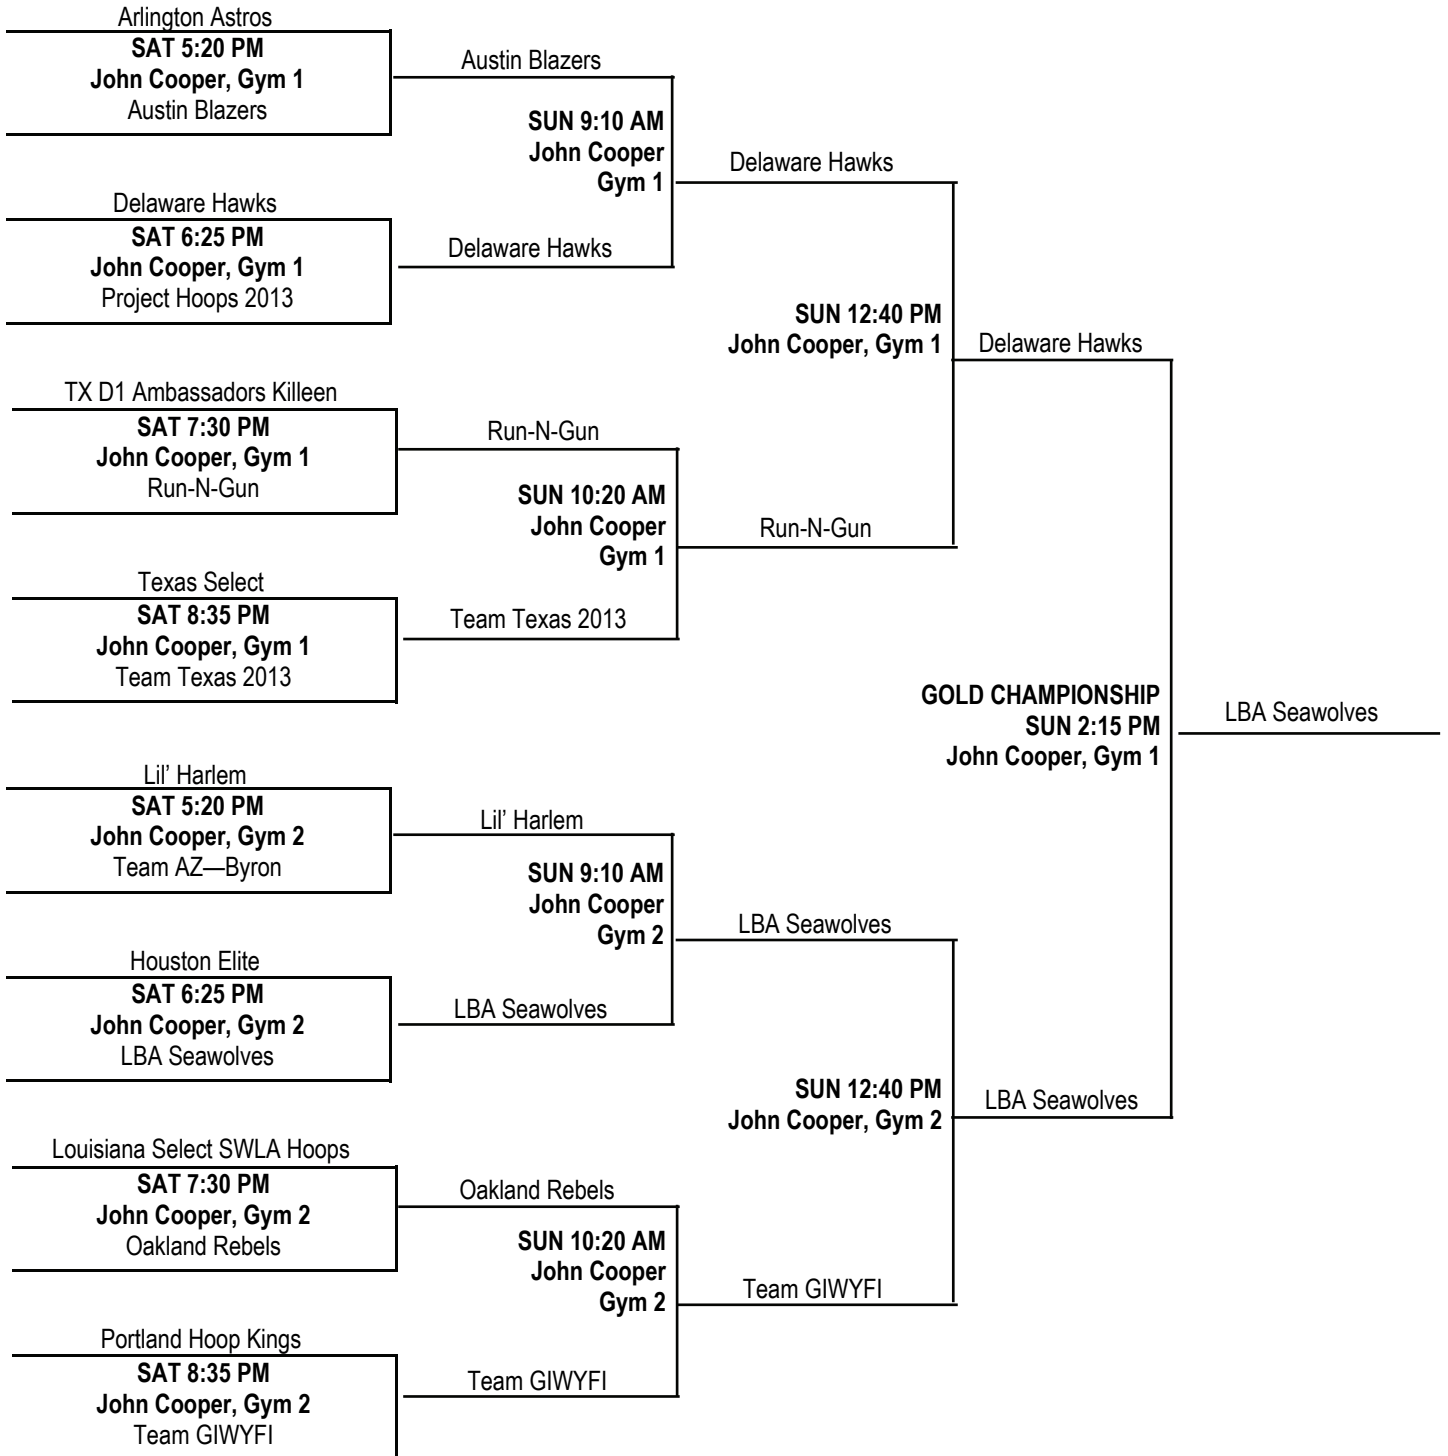 Arlington Astros
SAT 5:20 PM
John Cooper, Gym 1
Austin Blazers
Delaware Hawks
SAT 6:25 PM
John Cooper, Gym 1
Project Hoops 2013
TX D1 Ambassadors Killeen
SAT 7:30 PM
John Cooper, Gym 1
Run-N-Gun
Texas Select
SAT 8:35 PM
John Cooper, Gym 1
Team Texas 2013
Lil’ Harlem
SAT 5:20 PM
John Cooper, Gym 2
Team AZ—Byron
Houston Elite
SAT 6:25 PM
John Cooper, Gym 2
LBA Seawolves
Louisiana Select SWLA Hoops
SAT 7:30 PM
John Cooper, Gym 2
Oakland Rebels
Portland Hoop Kings
SAT 8:35 PM
John Cooper, Gym 2
Team GIWYFI
Austin Blazers
SUN 9:10 AM
John Cooper
Gym 1
Delaware Hawks
Run-N-Gun
SUN 10:20 AM
John Cooper
Gym 1
Team Texas 2013
Lil’ Harlem
SUN 9:10 AM
John Cooper
Gym 2
LBA Seawolves
Oakland Rebels
SUN 10:20 AM
John Cooper
Gym 2
Team GIWYFI
Delaware Hawks
SUN 12:40 PM
John Cooper, Gym 1
Run-N-Gun
LBA Seawolves
SUN 12:40 PM
John Cooper, Gym 2
Team GIWYFI
Delaware Hawks
GOLD CHAMPIONSHIP
SUN 2:15 PM
John Cooper, Gym 1
LBA Seawolves
LBA Seawolves